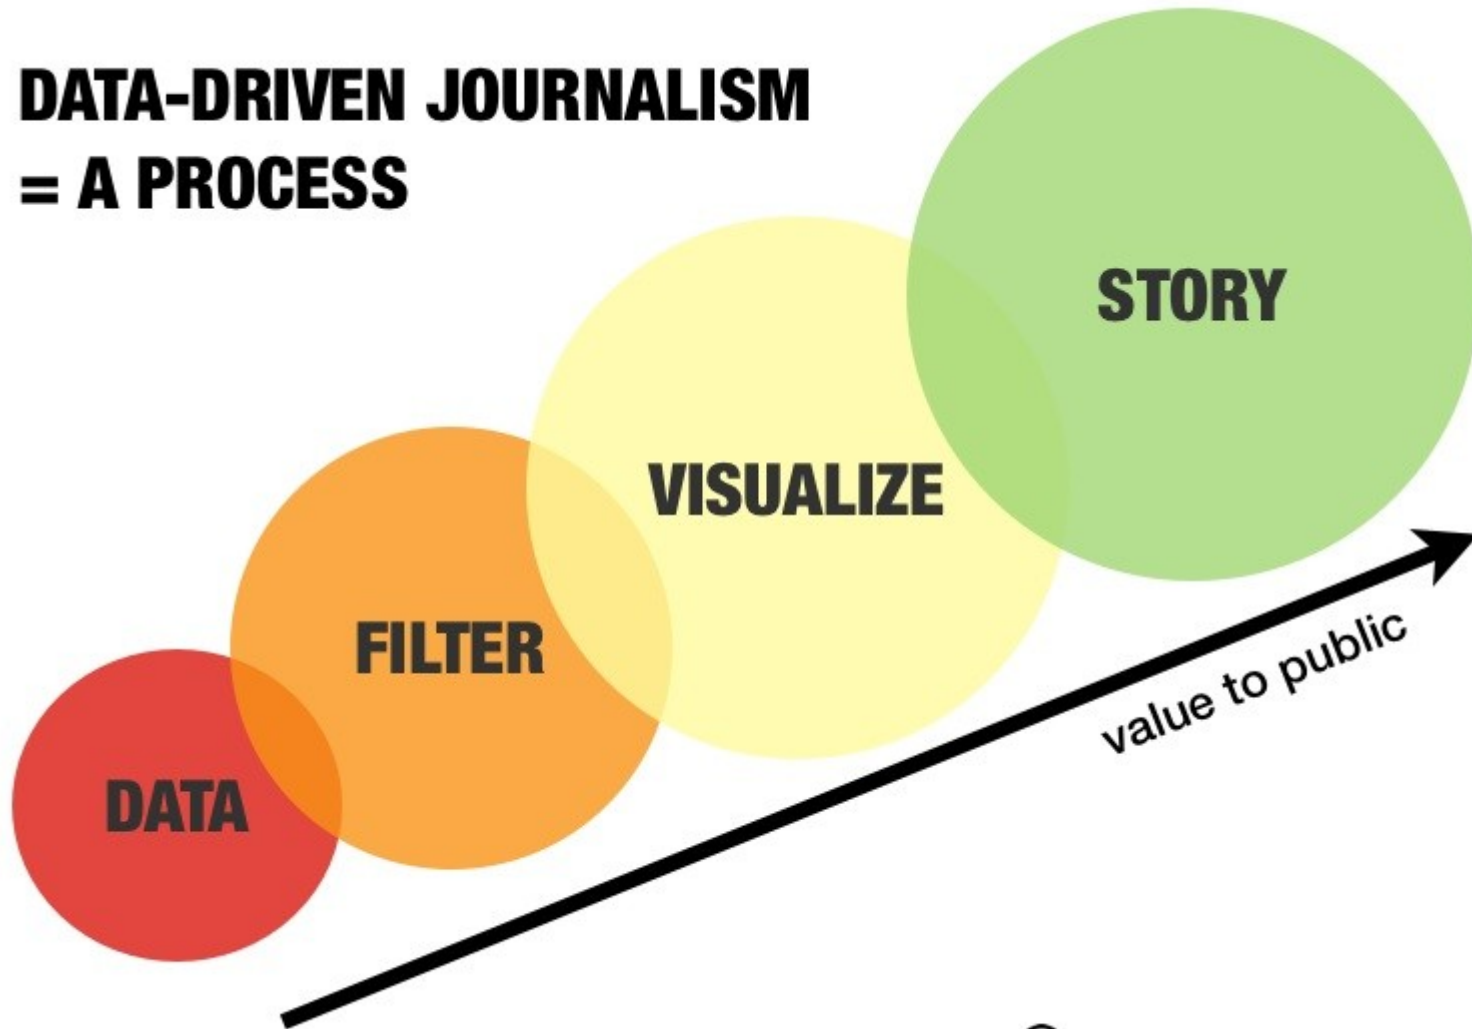 DATA-DRIVEN JOURNALISM
= A PROCESS
STORY
VISUALIZE
FILTER
DATA
value to public